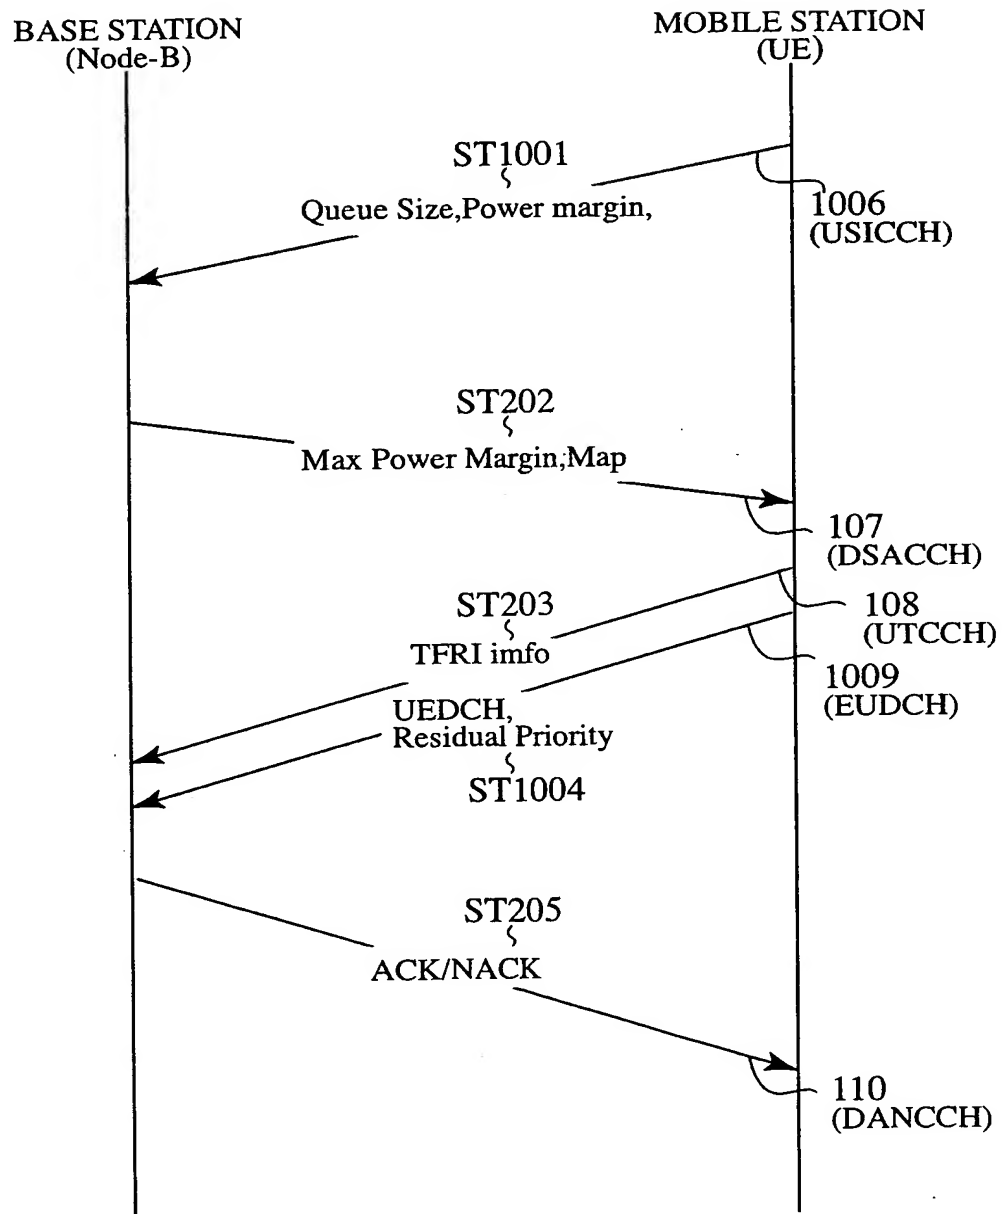 BASE STATION
(Node-B)
MOBILE STATION
(UE)
ST1001
Queue Size,Power margin,
1006
(USICCH)
ST202
Max Power Margin,Map
107
(DSACCH)
ST203
TFRI imfo
108
(UTCCH)
1009
(EUDCH)
UEDCH,
Residual Priority
ST1004
ST205
ACK/NACK
110
(DANCCH)